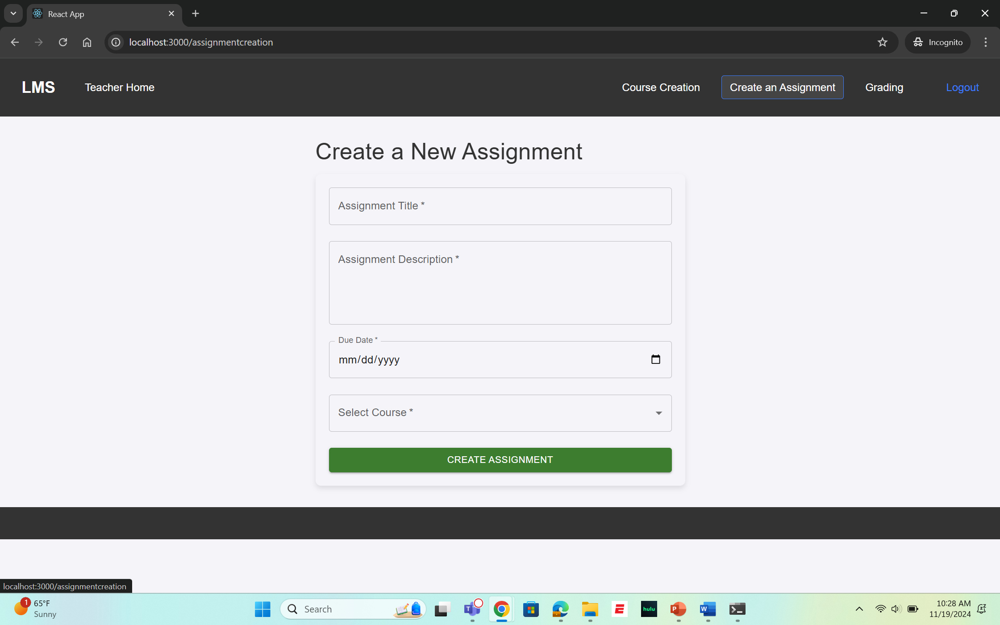 React App
localhost:3000/assignmentcreation
Incognito
LMS
Teacher Home
Course Creation
Create an Assignment
Grading
Logout
Create a New Assignment
Assignment Title *
Assignment Description *
Due Date *
mm/dd/yyyy
Select Course *
CREATE ASSIGNMENT
localhost:3000/assignmentcreation
1
65°F
Sunny
Search
T
hulu
P
W
10:28 AM
11/19/2024